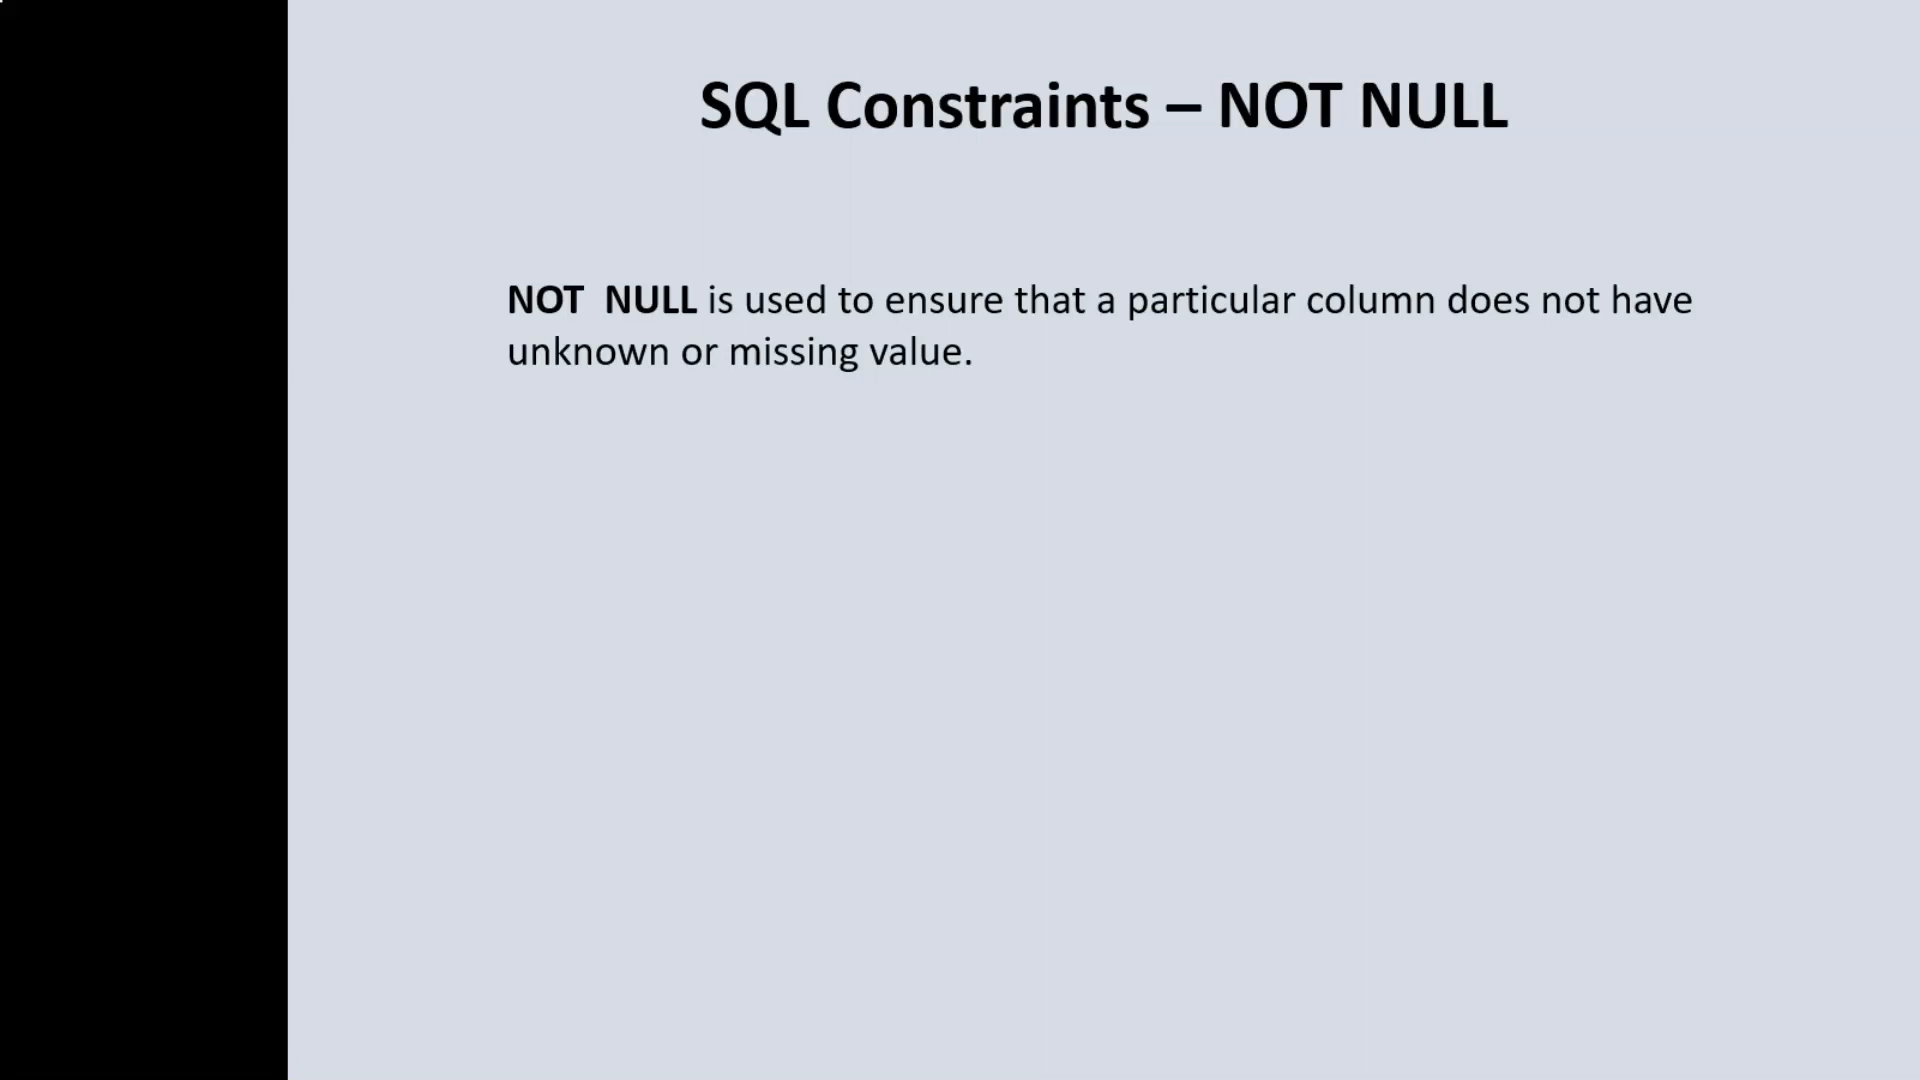 SQL Constraints – NOT NULL
NOT  NULL is used to ensure that a particular column does not have
unknown or missing value.